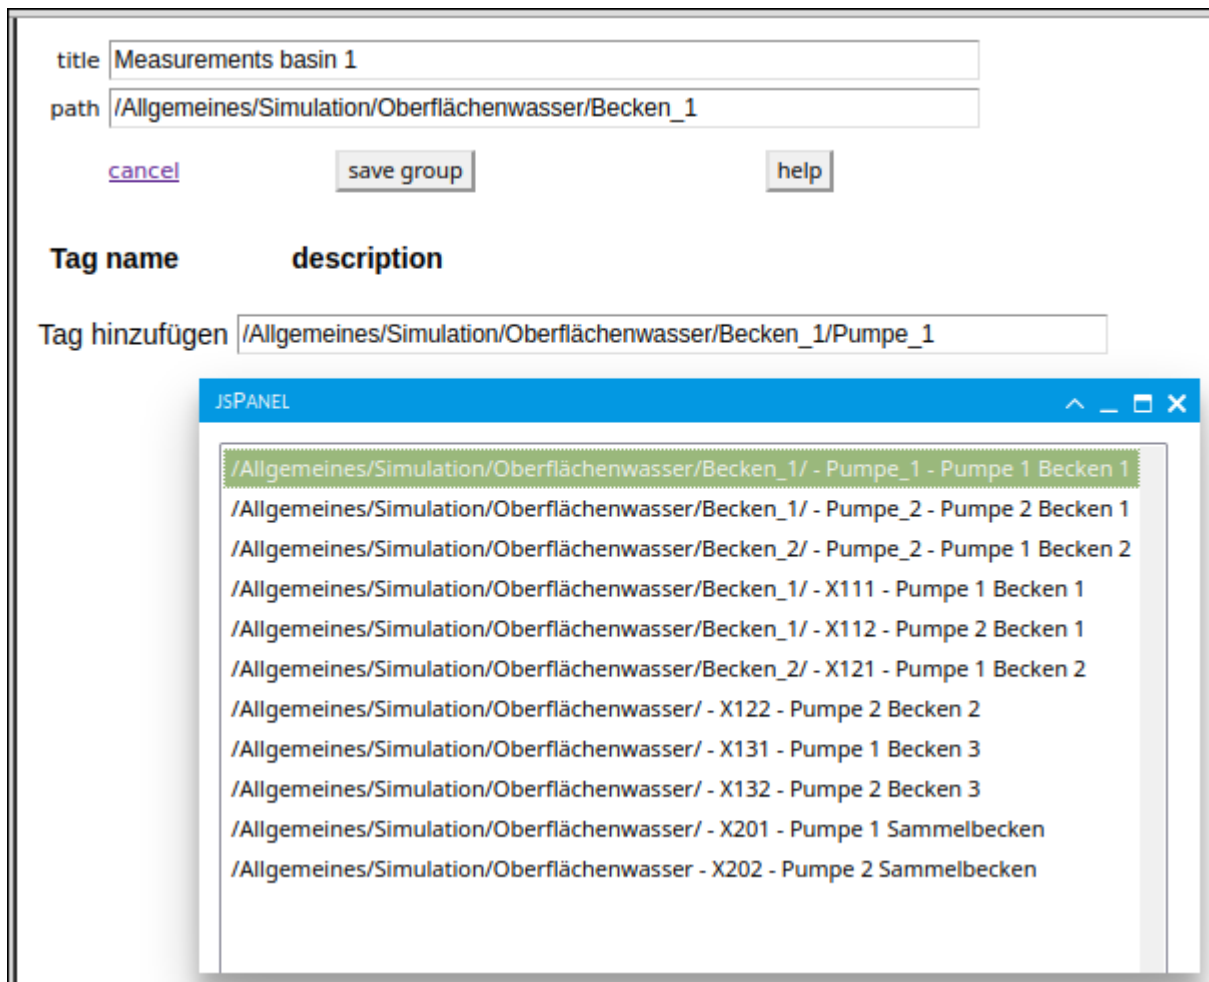 title Measurements basin 1
path /Allgemeines/Simulation/Oberflächenwasser/Becken_1
cancel save group help
Tag name description
Tag hinzufügen /Allgemeines/Simulation/Oberflächenwasser/Becken_1/Pumpe_1
JSPANEL
/Allgemeines/Simulation/Oberflächenwasser/Becken_1/ - Pumpe_1 - Pumpe 1 Becken 1
/Allgemeines/Simulation/Oberflächenwasser/Becken_1/ - Pumpe_2 - Pumpe 2 Becken 1
/Allgemeines/Simulation/Oberflächenwasser/Becken_2/ - Pumpe_2 - Pumpe 1 Becken 2
/Allgemeines/Simulation/Oberflächenwasser/Becken_1/ - X111 - Pumpe 1 Becken 1
/Allgemeines/Simulation/Oberflächenwasser/Becken_1/ - X112 - Pumpe 2 Becken 1
/Allgemeines/Simulation/Oberflächenwasser/Becken_2/ - X121 - Pumpe 1 Becken 2
/Allgemeines/Simulation/Oberflächenwasser/ - X122 - Pumpe 2 Becken 2
/Allgemeines/Simulation/Oberflächenwasser/ - X131 - Pumpe 1 Becken 3
/Allgemeines/Simulation/Oberflächenwasser/ - X132 - Pumpe 2 Becken 3
/Allgemeines/Simulation/Oberflächenwasser/ - X201 - Pumpe 1 Sammelbecken
/Allgemeines/Simulation/Oberflächenwasser - X202 - Pumpe 2 Sammelbecken